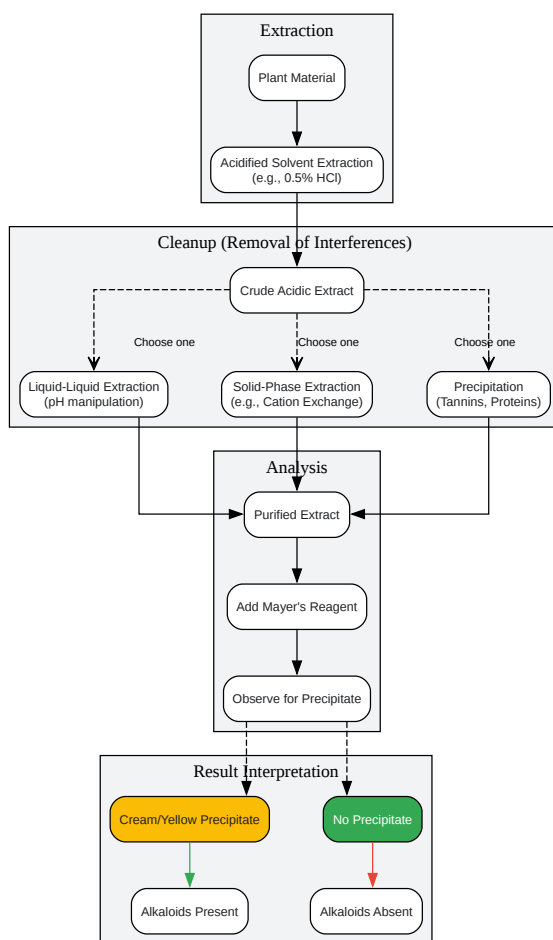 Extraction
Plant Material
Acidified Solvent Extraction
(e.g., 0.5% HCl)
Cleanup (Removal of Interferences)
Crude Acidic Extract
Choose one
Choose one
Choose one
Liquid-Liquid Extraction
(pH manipulation)
Solid-Phase Extraction
(e.g., Cation Exchange)
Precipitation
(Tannins, Proteins)
Analysis
Purified Extract
Add Mayer's Reagent
Observe for Precipitate
Result Interpretation
Cream/Yellow Precipitate
No Precipitate
Alkaloids Present
Alkaloids Absent